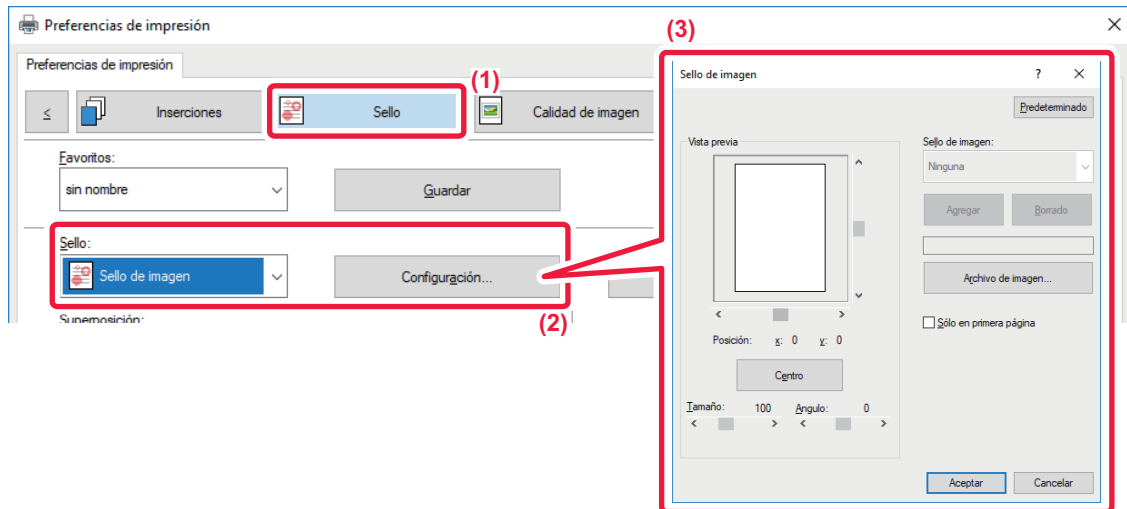 Preferencias de impresión
Preferencias de impresión
(1)
≤
Inserciones
Sello
Calidad de imagen
Favoritos:
sin nombre
Guardar
Sello:
Sello de imagen
Configuración...
(2)
Superposición:
(3)
Sello de imagen
?
Predeterminado
Vista previa
Sello de imagen:
Ninguna
Agregar
Borrado
Archivo de imagen...
Sólo en primera página
Posición: x: 0 y: 0
Centro
Tamaño: 100 Angulo: 0
Aceptar
Cancelar